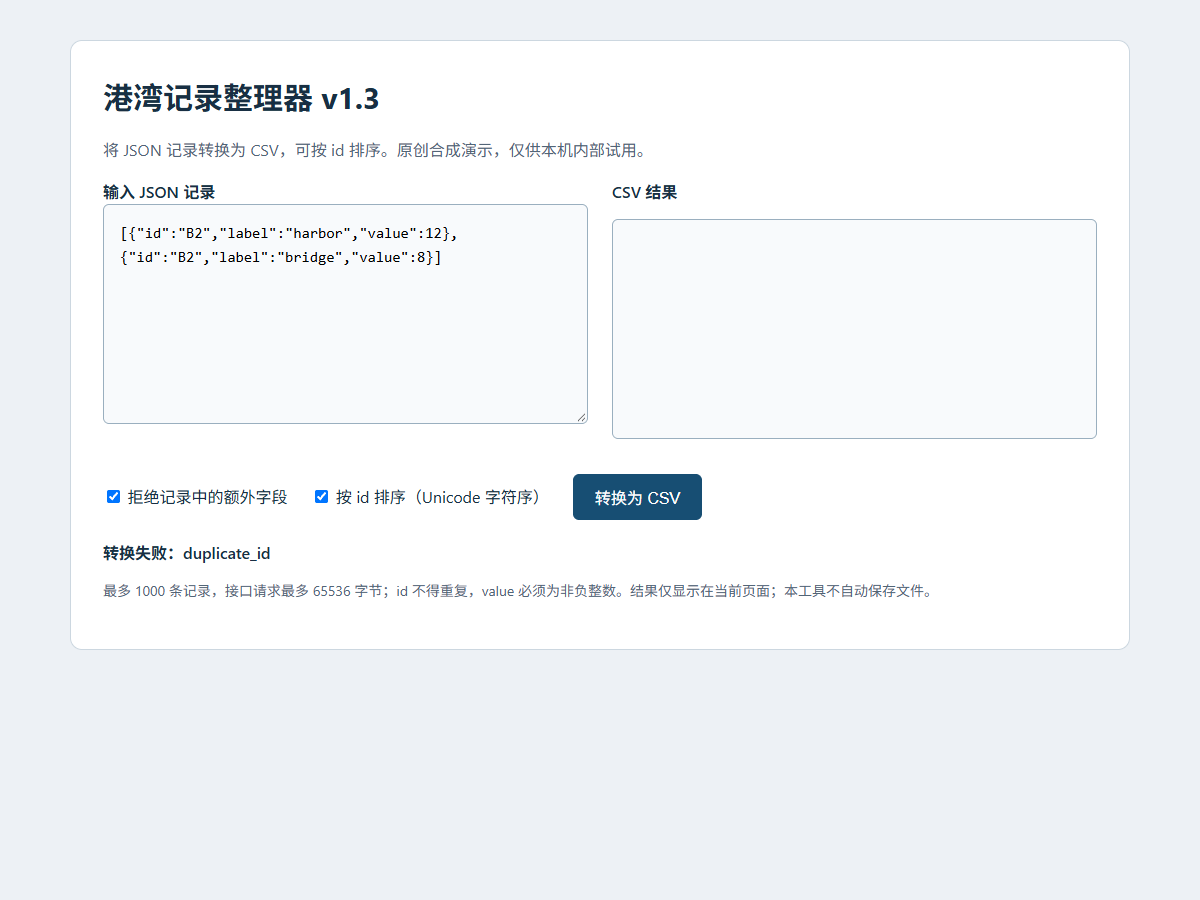 港湾记录整理器 v1.3
将 JSON 记录转换为 CSV，可按 id 排序。原创合成演示，仅供本机内部试用。
输入 JSON 记录
[{"id":"B2","label":"harbor","value":12},
{"id":"B2","label":"bridge","value":8}]
CSV 结果
拒绝记录中的额外字段
按 id 排序（Unicode 字符序）
转换为 CSV
转换失败：duplicate_id
最多 1000 条记录，接口请求最多 65536 字节；id 不得重复，value 必须为非负整数。结果仅显示在当前页面；本工具不自动保存文件。